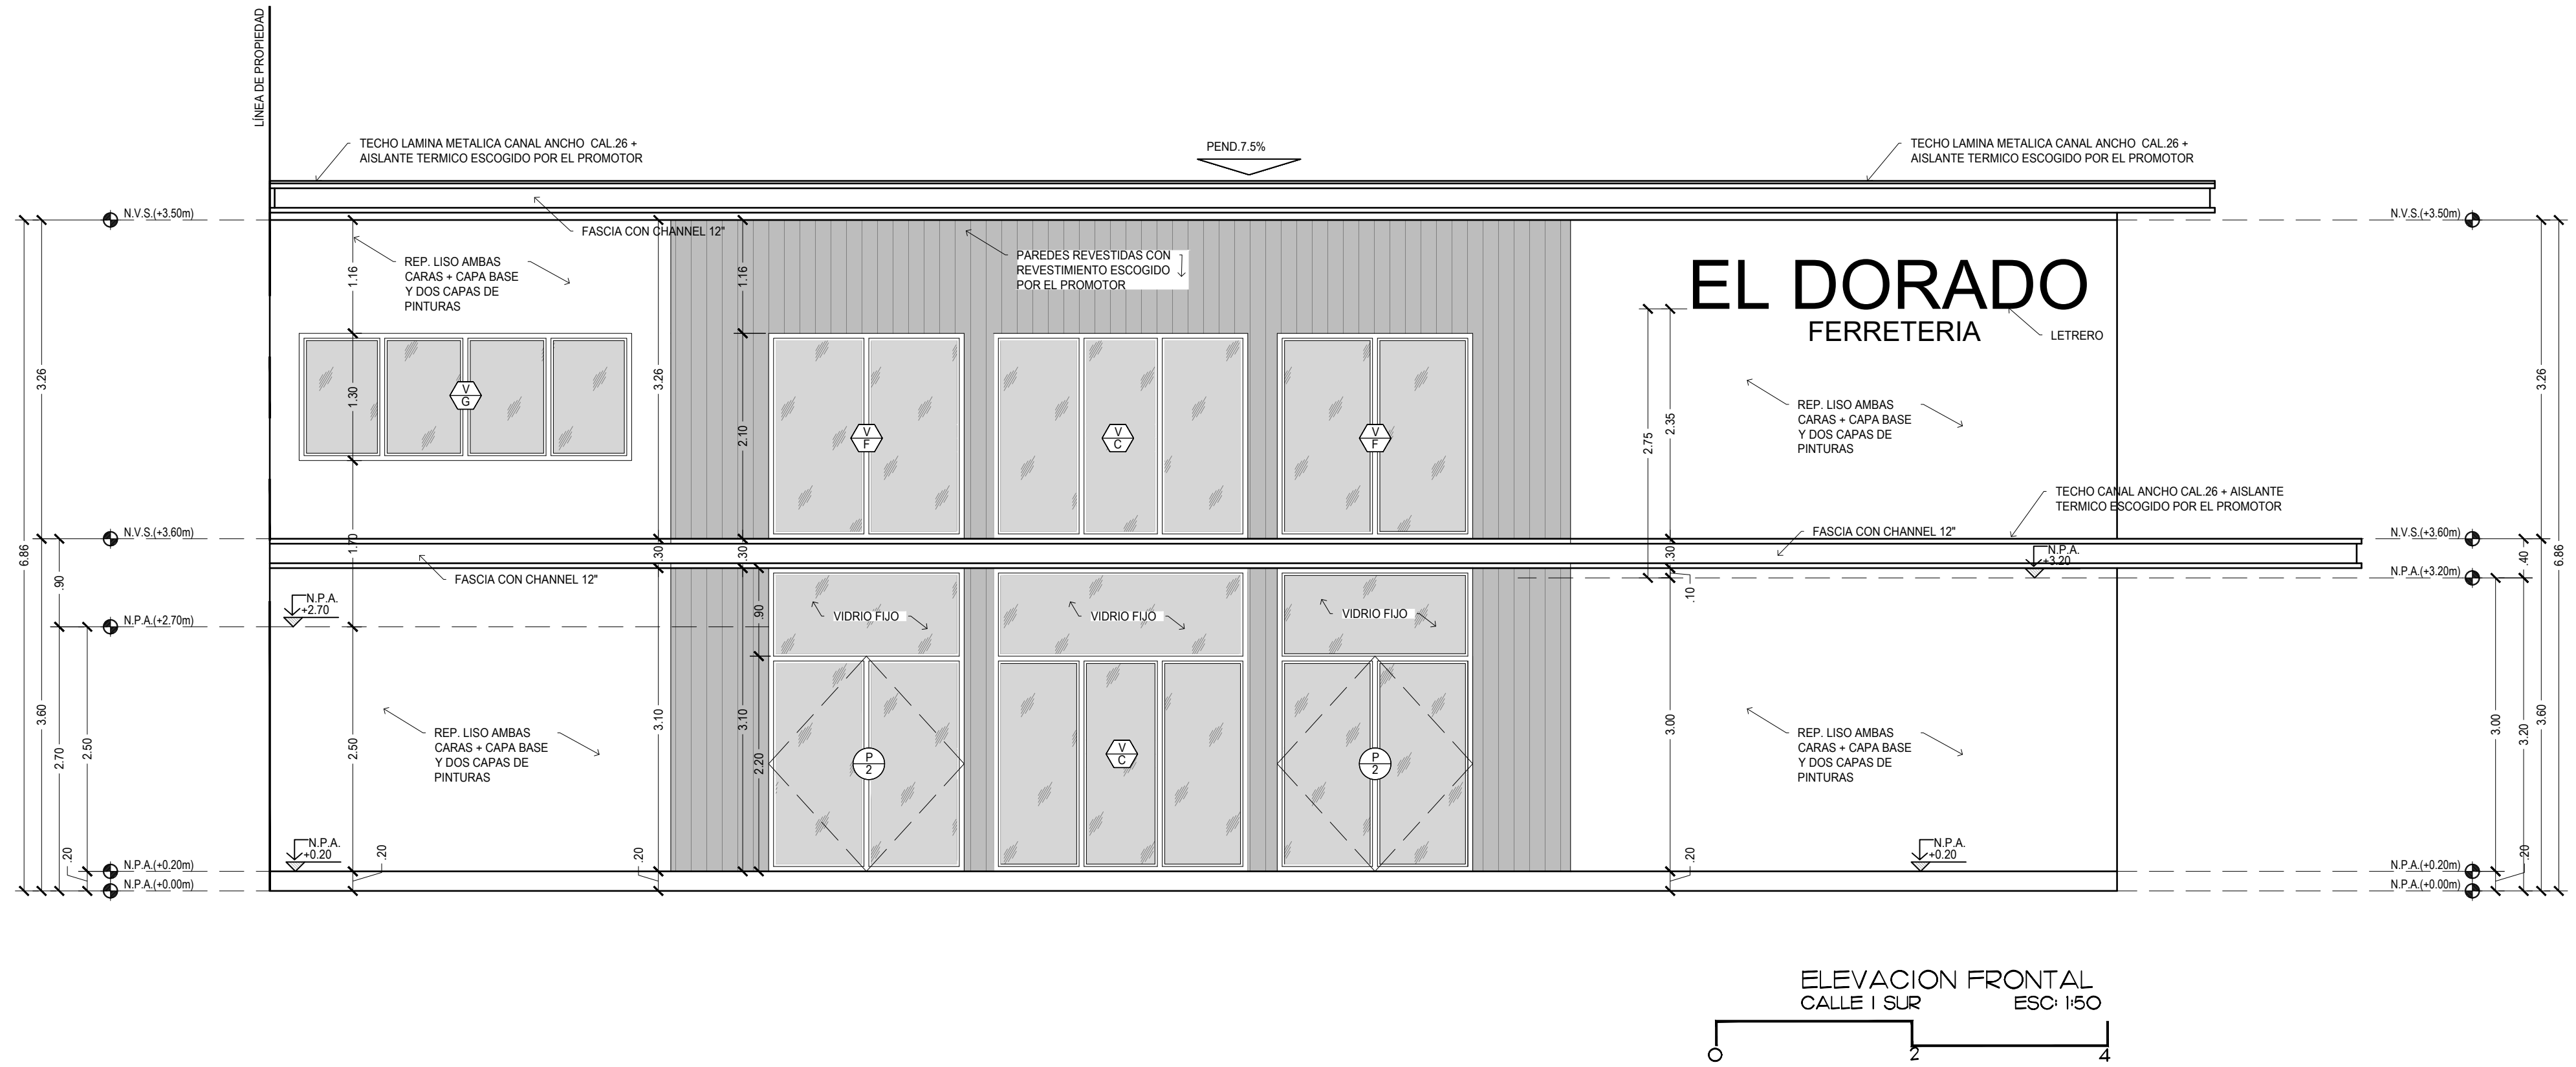 LÍNEA DE PROPIEDAD
TECHO LAMINA METALICA CANAL ANCHO CAL.26 +
AISLANTE TERMICO ESCOGIDO POR EL PROMOTOR
PEND.7.5%
TECHO LAMINA METALICA CANAL ANCHO CAL.26 +
AISLANTE TERMICO ESCOGIDO POR EL PROMOTOR
N.V.S.(+3.50m)
N.V.S.(+3.50m)
FASCIA CON CHANNEL 12"
REP. LISO AMBAS
CARAS + CAPA BASE
Y DOS CAPAS DE
PINTURAS
PAREDES REVESTIDAS CON
REVESTIMIENTO ESCOGIDO
POR EL PROMOTOR
EL DORADO
FERRETERIA
LETRERO
1.16
1.16
3.26
1.30
3.26
2.10
2.75
2.35
3.26
V
G
V
F
V
C
V
F
REP. LISO AMBAS
CARAS + CAPA BASE
Y DOS CAPAS DE
PINTURAS
TECHO CANAL ANCHO CAL.26 + AISLANTE
TERMICO ESCOGIDO POR EL PROMOTOR
N.V.S.(+3.60m)
FASCIA CON CHANNEL 12"
N.V.S.(+3.60m)
6.86
.90
1.70
.30
.30
.30
N.P.A.
+3.20
.40
6.86
FASCIA CON CHANNEL 12"
N.P.A.(+3.20m)
N.P.A.
+2.70
.90
.10
VIDRIO FIJO
VIDRIO FIJO
VIDRIO FIJO
N.P.A.(+2.70m)
3.60
2.70
2.50
2.50
3.10
3.10
2.20
3.00
3.00
3.20
3.60
REP. LISO AMBAS
CARAS + CAPA BASE
Y DOS CAPAS DE
PINTURAS
P
2
V
C
P
2
REP. LISO AMBAS
CARAS + CAPA BASE
Y DOS CAPAS DE
PINTURAS
N.P.A.
+0.20
N.P.A.
+0.20
.20
.20
.20
.20
.20
N.P.A.(+0.20m)
N.P.A.(+0.20m)
N.P.A.(+0.00m)
N.P.A.(+0.00m)
ELEVACION FRONTAL
CALLE I SUR ESC: 1:50
0 2 4